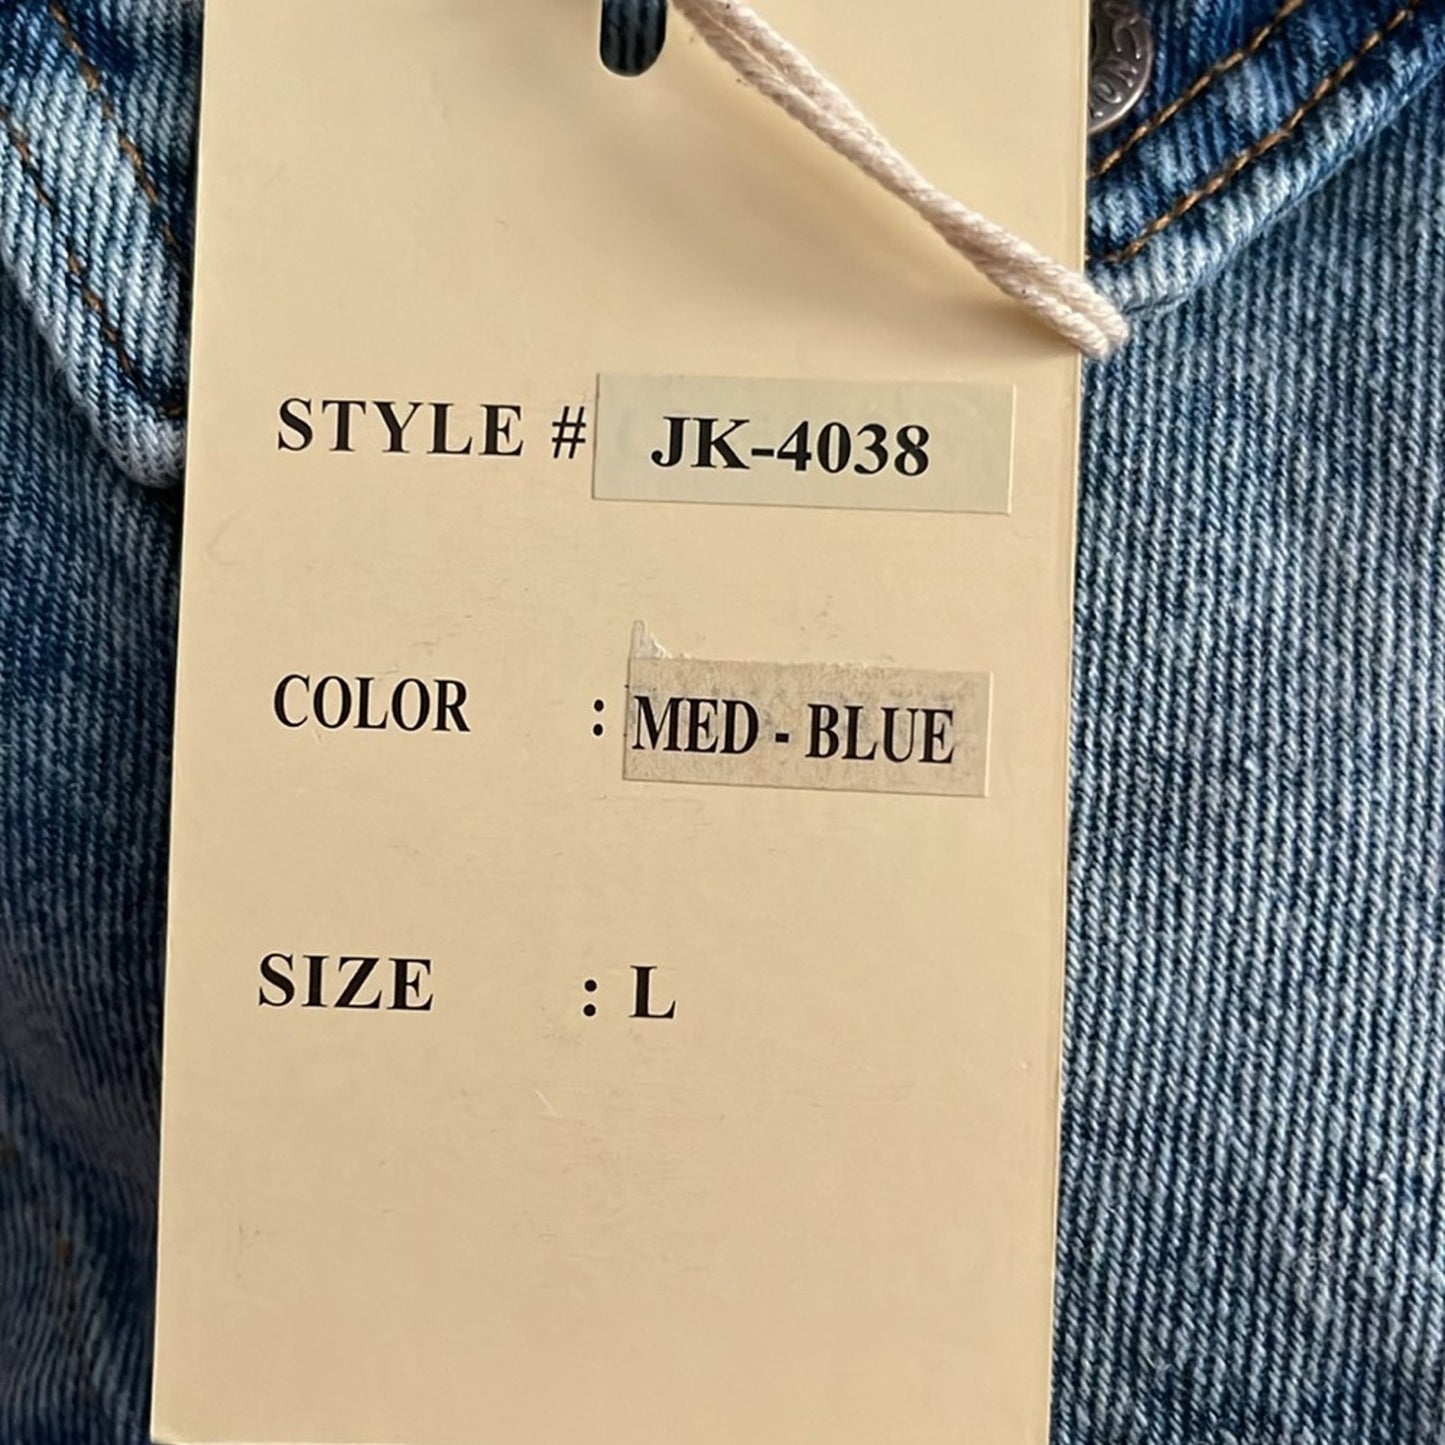 STYLE # JK-4038
COLOR : MED - BLUE
SIZE : L